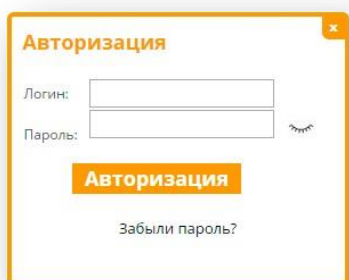 x
Авторизация
Логин:
Пароль:
Авторизация
Забыли пароль?